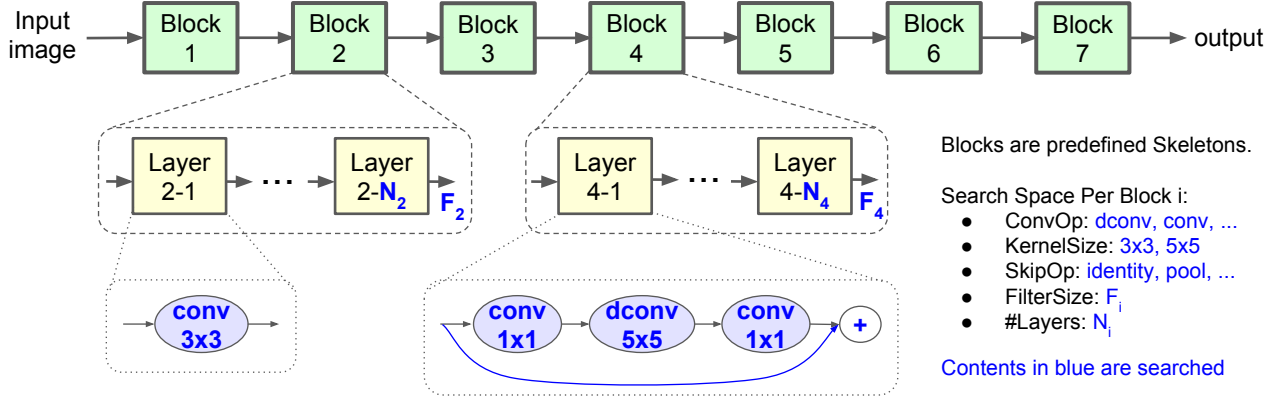 Input
image
Block
1
Block
2
Block
3
Block
4
Block
5
Block
6
Block
7
output
Layer
2-1
...
Layer
2-N2
F2
Layer
4-1
...
Layer
4-N4
F4
conv
3x3
conv
1x1
dconv
5x5
conv
1x1
+
Blocks are predefined Skeletons.
Search Space Per Block i:
● ConvOp: dconv, conv, ...
● KernelSize: 3x3, 5x5
● SkipOp: identity, pool, ...
● FilterSize: Fi
● #Layers: Ni
Contents in blue are searched